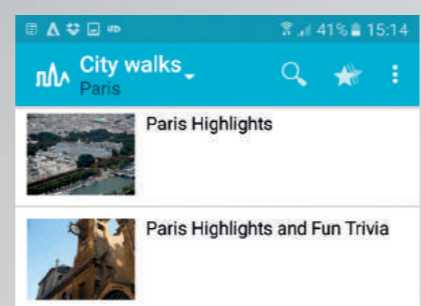 41% 15:14
City walks
Paris
Paris Highlights
Paris Highlights and Fun Trivia